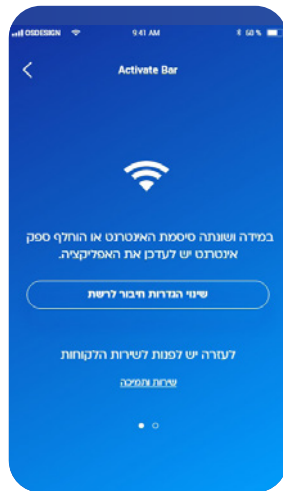 OSDESIGN 9:41 AM 60 %
Activate Bar
במידה ושונתה סיסמת האינטרנט או הוחלף ספק
אינטרנט יש לעדכן את האפליקציה.
שינוי הגדרות חיבור לרשת
לעזרה יש לפנות לשירות הלקוחות
שירות ותמיכה